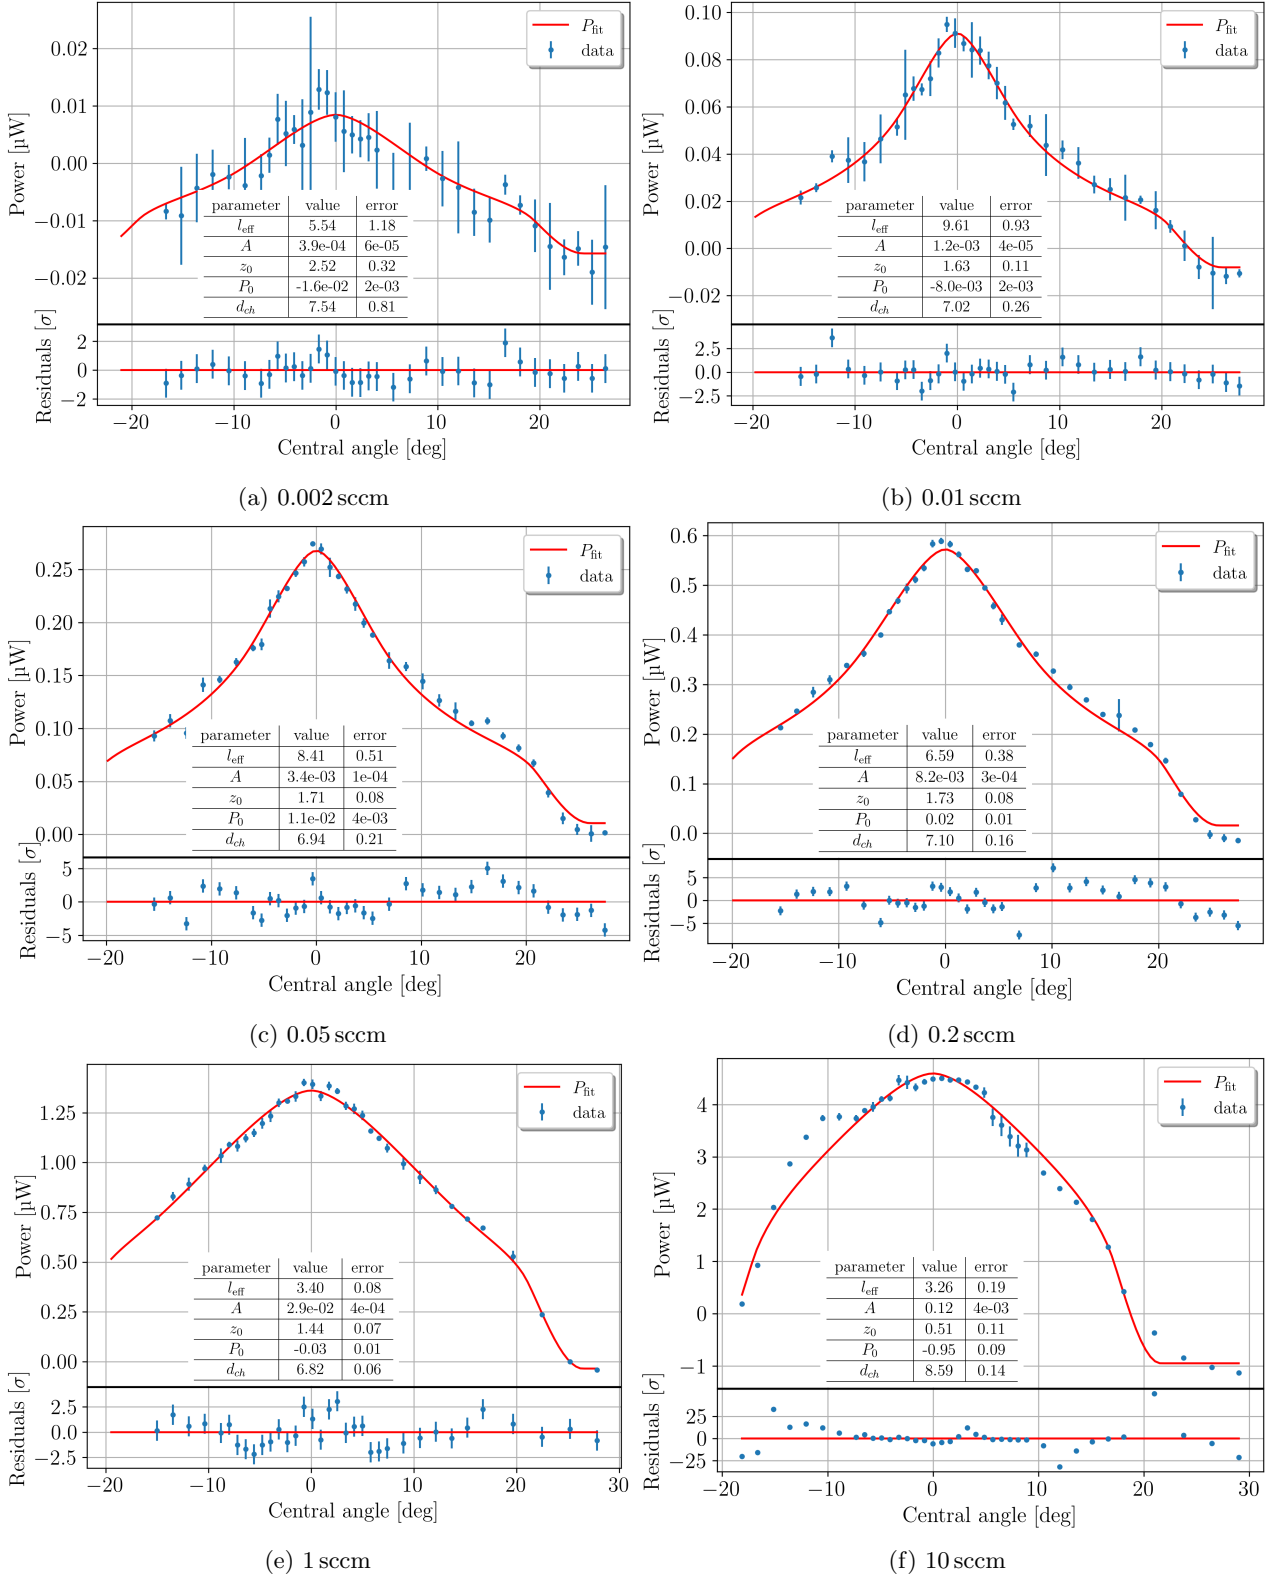 P_fit
data
Power [µW]
0.02
0.01
0.00
−0.01
−0.02
parameter value error
l_eff 5.54 1.18
A 3.9e-04 6e-05
z_0 2.52 0.32
P_0 -1.6e-02 2e-03
d_ch 7.54 0.81
Residuals [σ]
2
0
−2
−20 −10 0 10 20
Central angle [deg]
(a) 0.002 sccm
P_fit
data
Power [µW]
0.10
0.08
0.06
0.04
0.02
0.00
−0.02
parameter value error
l_eff 9.61 0.93
A 1.2e-03 4e-05
z_0 1.63 0.11
P_0 -8.0e-03 2e-03
d_ch 7.02 0.26
Residuals [σ]
2.5
0.0
−2.5
−20 −10 0 10 20
Central angle [deg]
(b) 0.01 sccm
P_fit
data
Power [µW]
0.25
0.20
0.15
0.10
0.05
0.00
parameter value error
l_eff 8.41 0.51
A 3.4e-03 1e-04
z_0 1.71 0.08
P_0 1.1e-02 4e-03
d_ch 6.94 0.21
Residuals [σ]
5
0
−5
−20 −10 0 10 20
Central angle [deg]
(c) 0.05 sccm
P_fit
data
Power [µW]
0.6
0.5
0.4
0.3
0.2
0.1
0.0
parameter value error
l_eff 6.59 0.38
A 8.2e-03 3e-04
z_0 1.73 0.08
P_0 0.02 0.01
d_ch 7.10 0.16
Residuals [σ]
5
0
−5
−20 −10 0 10 20
Central angle [deg]
(d) 0.2 sccm
P_fit
data
Power [µW]
1.25
1.00
0.75
0.50
0.25
0.00
parameter value error
l_eff 3.40 0.08
A 2.9e-02 4e-04
z_0 1.44 0.07
P_0 -0.03 0.01
d_ch 6.82 0.06
Residuals [σ]
2.5
0.0
−2.5
−20 −10 0 10 20 30
Central angle [deg]
(e) 1 sccm
P_fit
data
Power [µW]
4
3
2
1
0
−1
parameter value error
l_eff 3.26 0.19
A 0.12 4e-03
z_0 0.51 0.11
P_0 -0.95 0.09
d_ch 8.59 0.14
Residuals [σ]
25
0
−25
−20 −10 0 10 20 30
Central angle [deg]
(f) 10 sccm